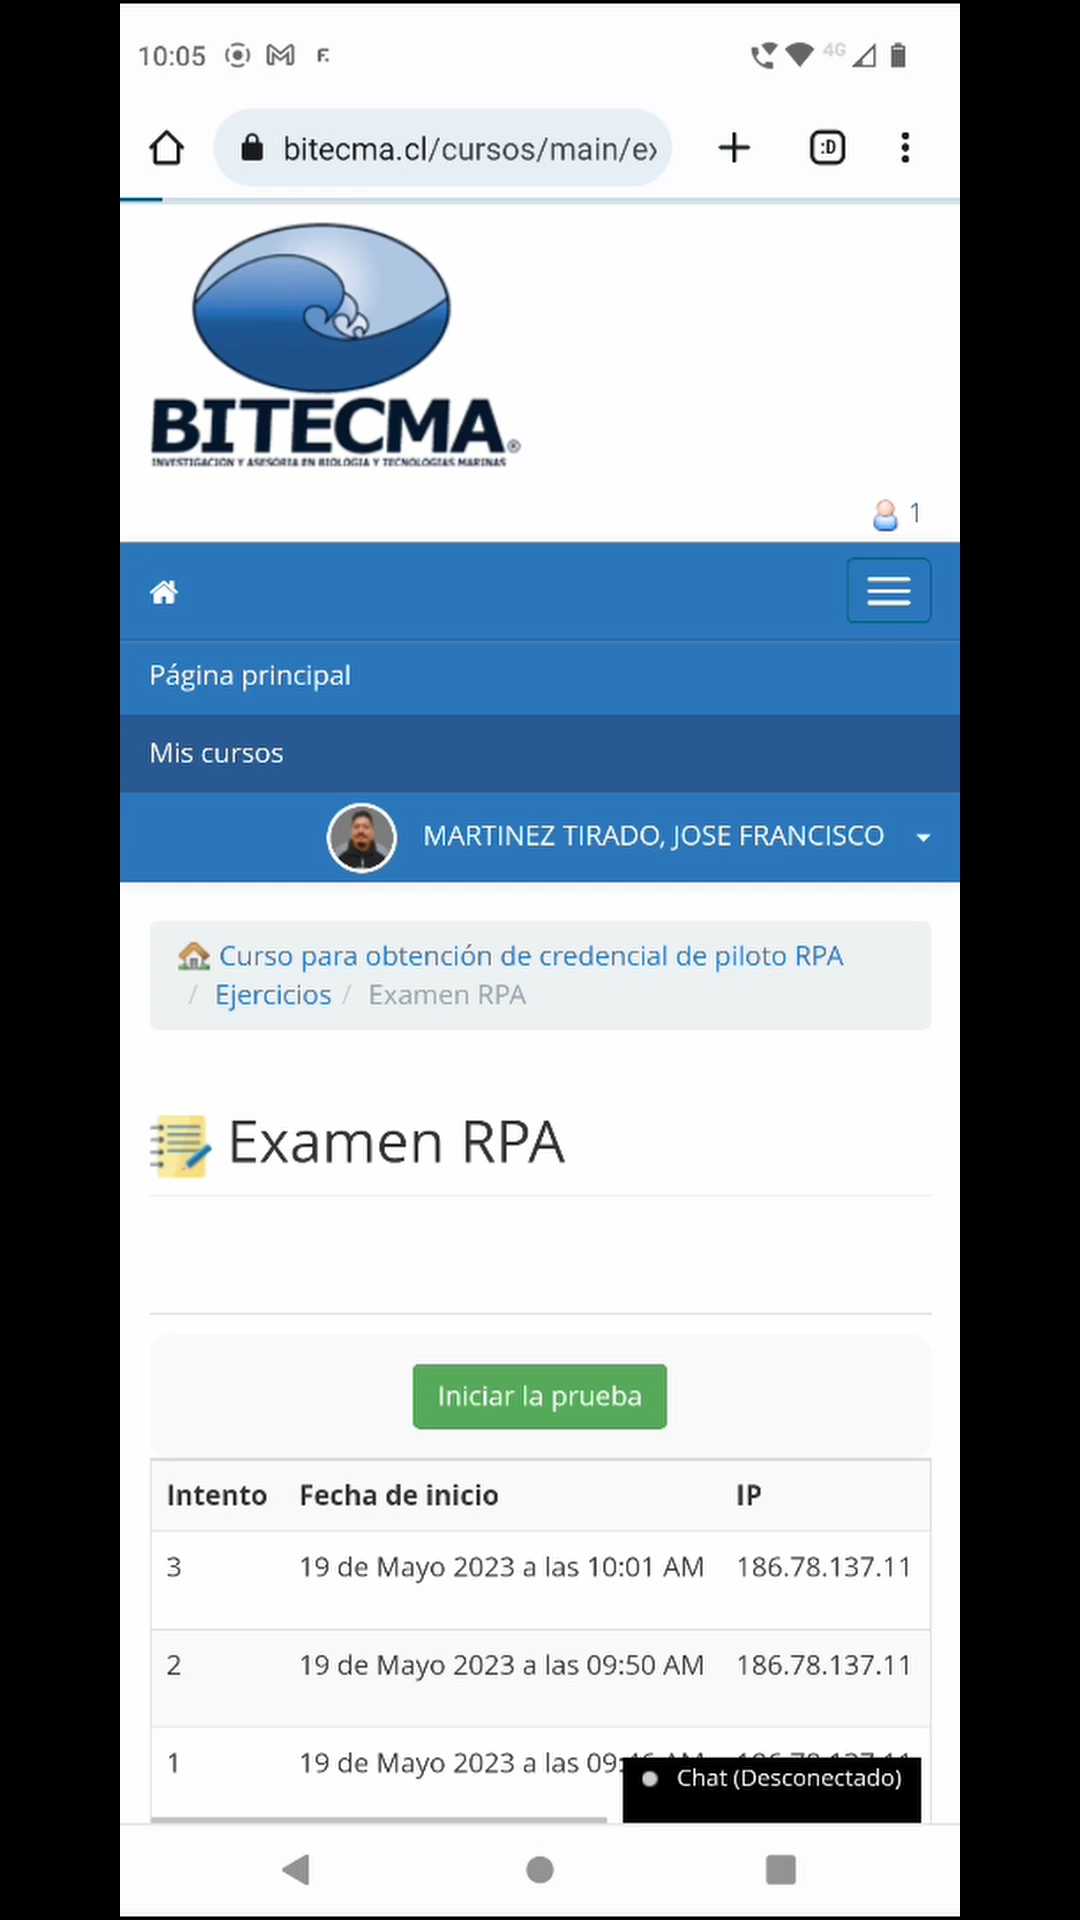 10:05
4G
bitecma.cl/cursos/main/ex
:D
BITECMA®
INVESTIGACION Y ASESORIA EN BIOLOGIA Y TECNOLOGIAS MARINAS
1
Página principal
Mis cursos
MARTINEZ TIRADO, JOSE FRANCISCO
Curso para obtención de credencial de piloto RPA
/ Ejercicios / Examen RPA
Examen RPA
Iniciar la prueba
Intento Fecha de inicio IP
3 19 de Mayo 2023 a las 10:01 AM 186.78.137.11
2 19 de Mayo 2023 a las 09:50 AM 186.78.137.11
1 19 de Mayo 2023 a las
Chat (Desconectado)